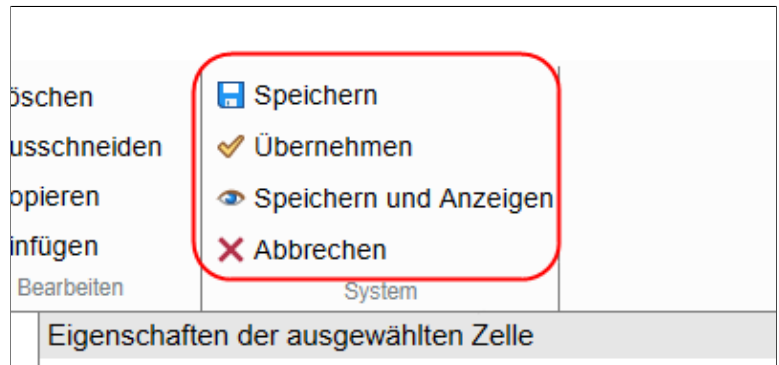 öschen
usschneiden
opieren
infügen
Bearbeiten
Speichern
Übernehmen
Speichern und Anzeigen
Abbrechen
System
Eigenschaften der ausgewählten Zelle